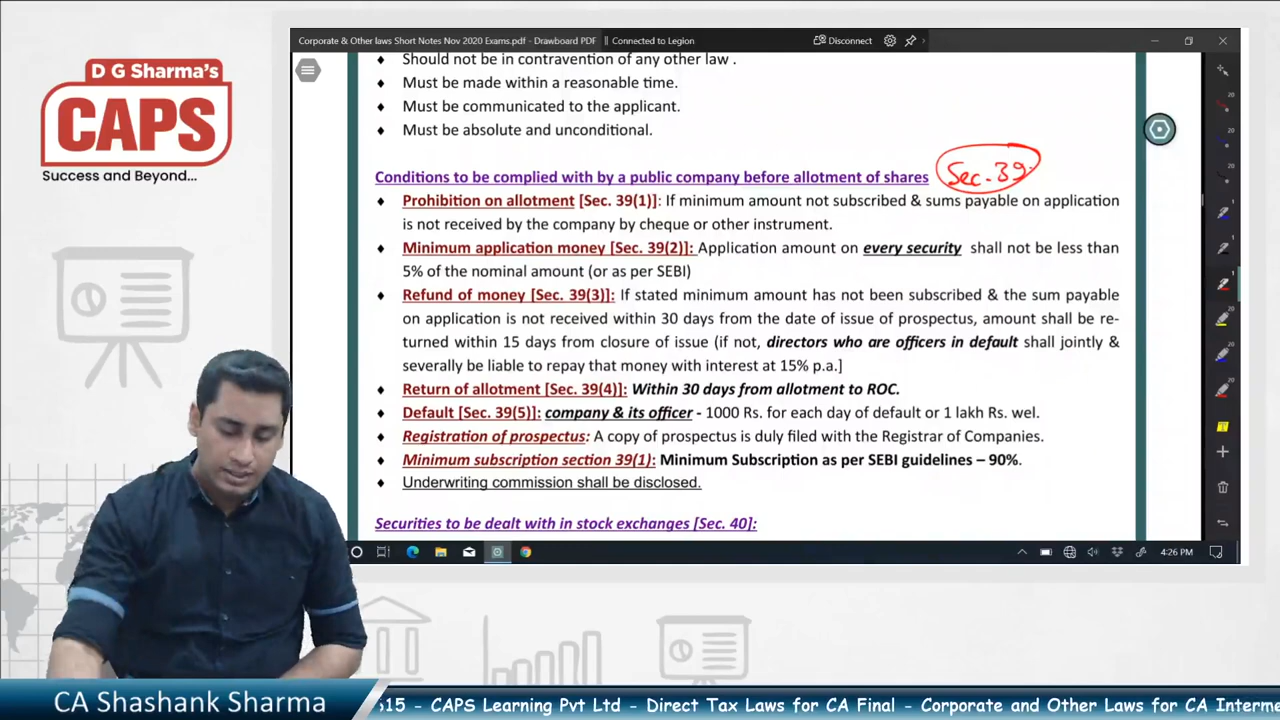 D G Sharma's
CAPS
Success and Beyond...
Corporate & Other laws Short Notes Nov 2020 Exams.pdf - Drawboard PDF
Connected to Legion
Disconnect
Should not be in contravention of any other law .
Must be made within a reasonable time.
Must be communicated to the applicant.
Must be absolute and unconditional.
Conditions to be complied with by a public company before allotment of shares
Sec. 39
Prohibition on allotment [Sec. 39(1)]: If minimum amount not subscribed & sums payable on application
is not received by the company by cheque or other instrument.
Minimum application money [Sec. 39(2)]: Application amount on every security shall not be less than
5% of the nominal amount (or as per SEBI)
Refund of money [Sec. 39(3)]: If stated minimum amount has not been subscribed & the sum payable
on application is not received within 30 days from the date of issue of prospectus, amount shall be re-
turned within 15 days from closure of issue (if not, directors who are officers in default shall jointly &
severally be liable to repay that money with interest at 15% p.a.]
Return of allotment [Sec. 39(4)]: Within 30 days from allotment to ROC.
Default [Sec. 39(5)]: company & its officer - 1000 Rs. for each day of default or 1 lakh Rs. wel.
Registration of prospectus: A copy of prospectus is duly filed with the Registrar of Companies.
Minimum subscription section 39(1): Minimum Subscription as per SEBI guidelines – 90%.
Underwriting commission shall be disclosed.
Securities to be dealt with in stock exchanges [Sec. 40]:
4:26 PM
CA Shashank Sharma
515 - CAPS Learning Pvt Ltd - Direct Tax Laws for CA Final - Corporate and Other Laws for CA Interme